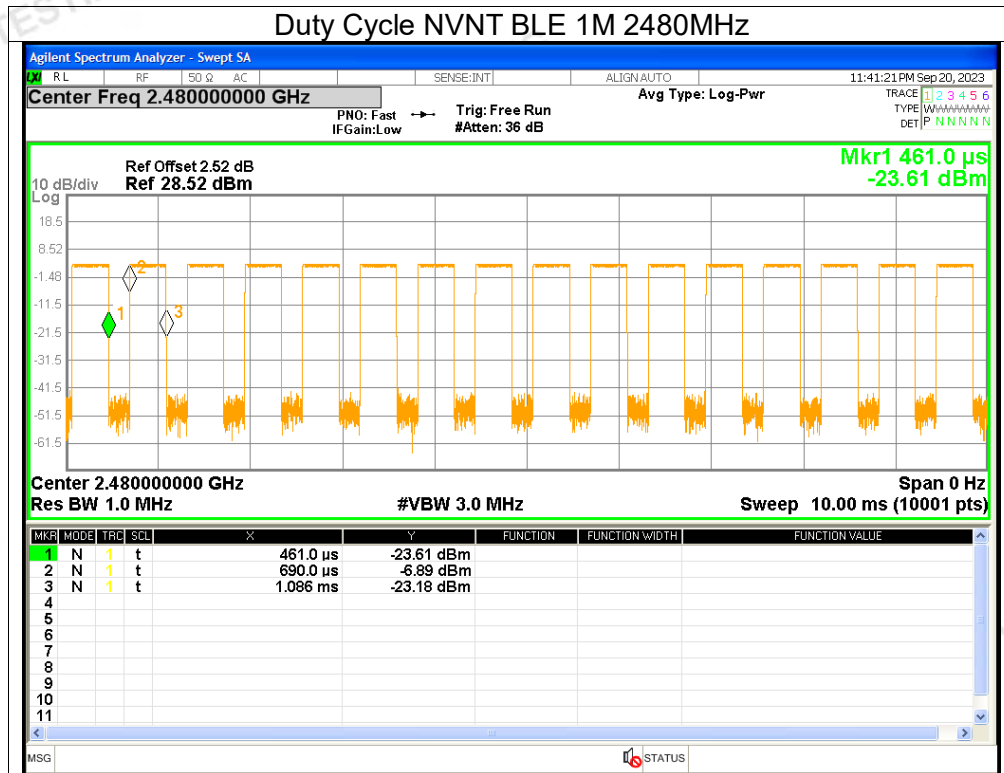 TESTI
Duty Cycle NVNT BLE 1M 2480MHz
Agilent Spectrum Analyzer - Swept SA
LXI RL RF 50 Ω AC SENSE:INT ALIGN AUTO 11:41:21 PM Sep 20, 2023
Center Freq 2.480000000 GHz
PNO: Fast
IFGain:Low
Trig: Free Run
#Atten: 36 dB
Avg Type: Log-Pwr
TRACE 1 2 3 4 5 6
TYPE W
DET P N N N N N
Mkr1 461.0 µs
-23.61 dBm
Ref Offset 2.52 dB
10 dB/div Ref 28.52 dBm
Log
18.5
8.52
-1.48
-11.5
-21.5
-31.5
-41.5
-51.5
-61.5
1
2
3
Center 2.480000000 GHz Span 0 Hz
Res BW 1.0 MHz #VBW 3.0 MHz Sweep 10.00 ms (10001 pts)
MKR MODE TRC SCL X Y FUNCTION FUNCTION WIDTH FUNCTION VALUE
1 N 1 t 461.0 µs -23.61 dBm
2 N 1 t 690.0 µs -6.89 dBm
3 N 1 t 1.086 ms -23.18 dBm
4
5
6
7
8
9
10
11
MSG STATUS